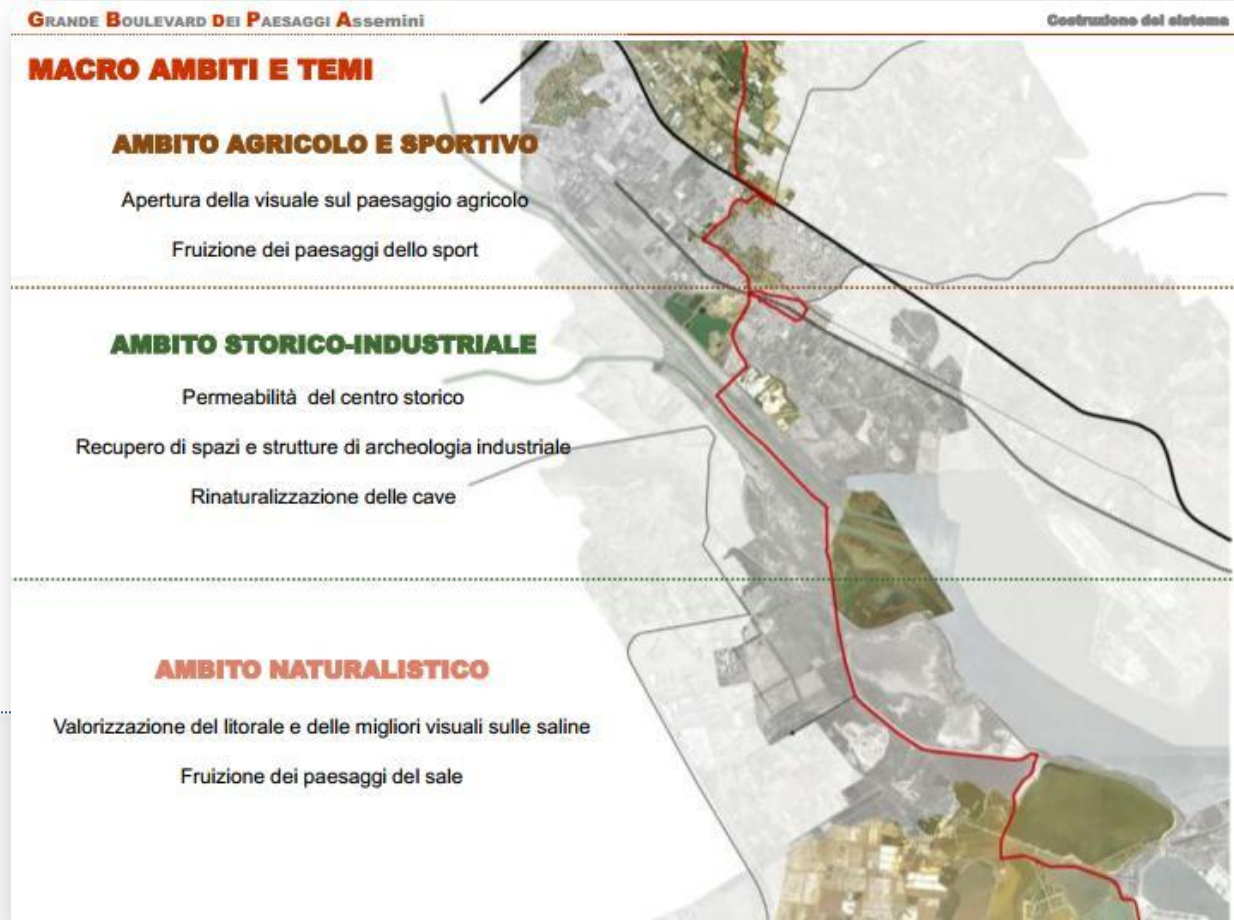 GRANDE BOULEVARD DEI PAESAGGI Assemini
Costruzione del sistema
MACRO AMBITI E TEMI
AMBITO AGRICOLO E SPORTIVO
Apertura della visuale sul paesaggio agricolo
Fruizione dei paesaggi dello sport
AMBITO STORICO-INDUSTRIALE
Permeabilità del centro storico
Recupero di spazi e strutture di archeologia industriale
Rinaturalizzazione delle cave
AMBITO NATURALISTICO
Valorizzazione del litorale e delle migliori visuali sulle saline
Fruizione dei paesaggi del sale